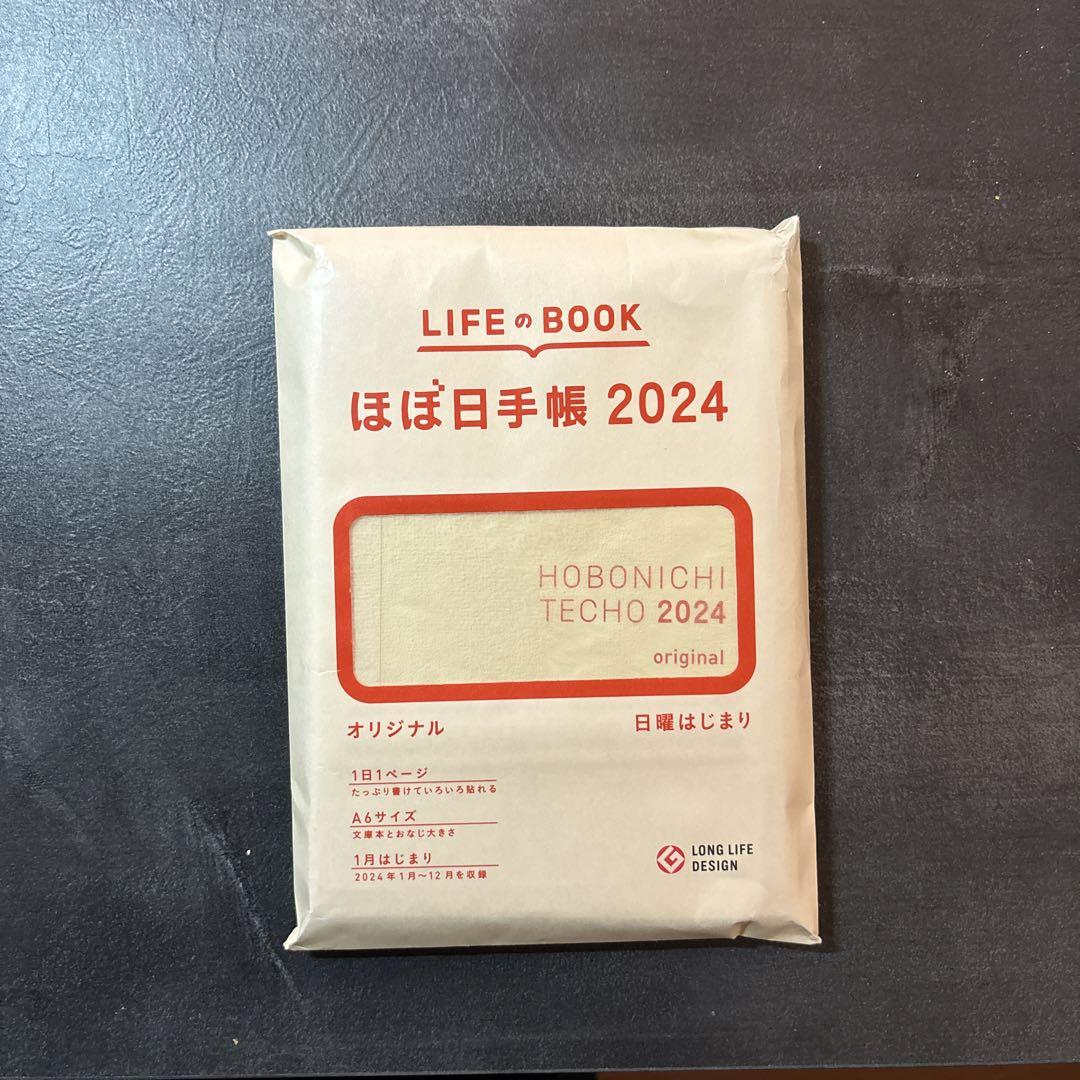 LIFEのBOOK
ほぼ日手帳 2024
HOBONICHI
TECHO 2024
original
オリジナル
日曜はじまり
1日1ページ
たっぷり書けていろいろ貼れる
A6サイズ
文庫本とおなじ大きさ
1月はじまり
2024年1月〜12月を収録
LONG LIFE
DESIGN